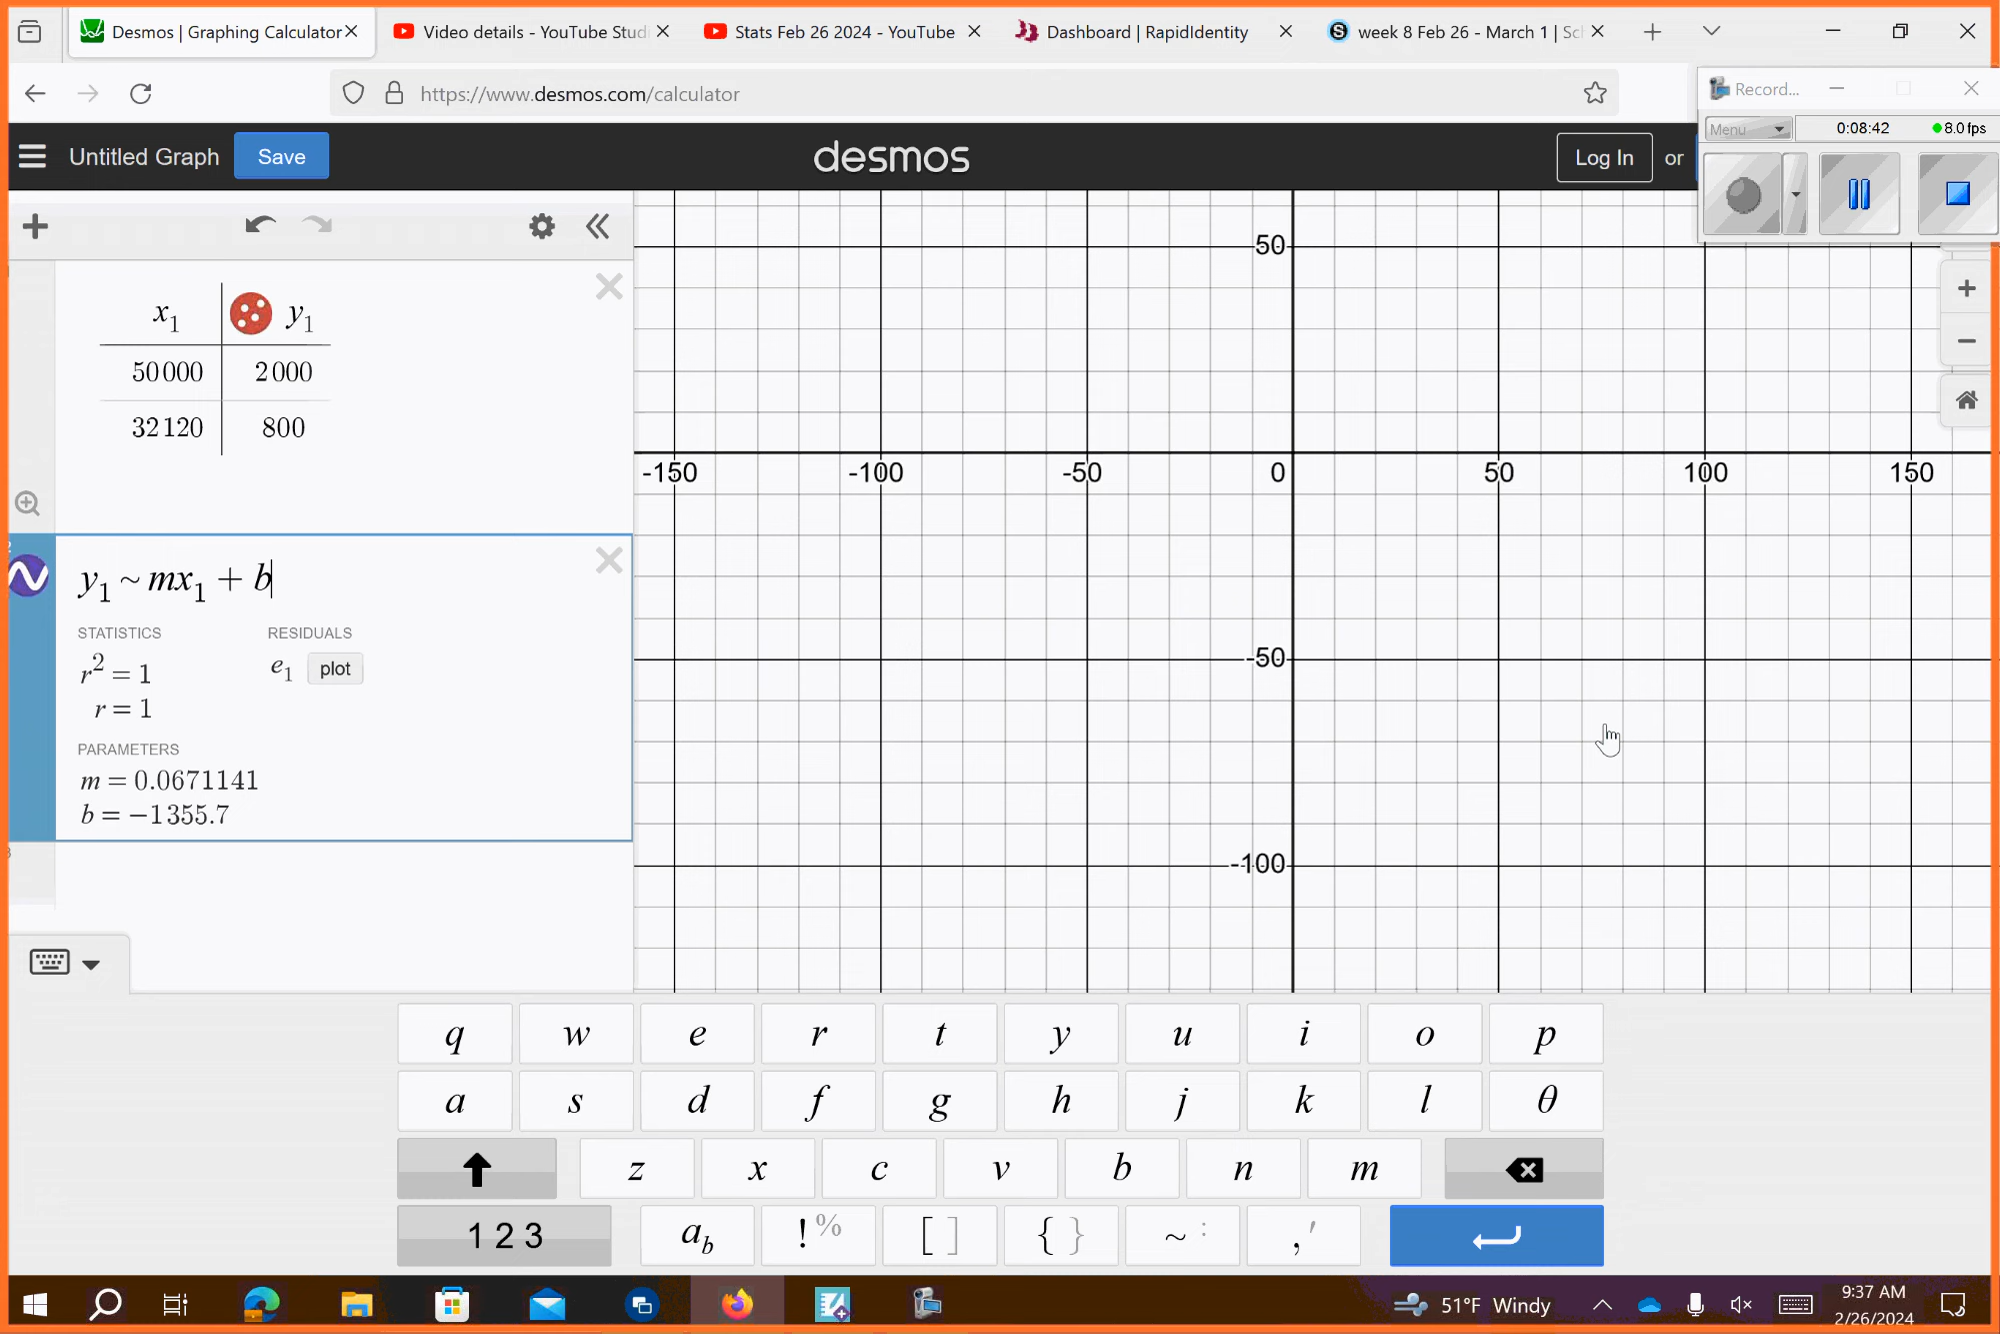 Desmos | Graphing Calculator
Video details - YouTube Stud
Stats Feb 26 2024 - YouTube
Dashboard | RapidIdentity
week 8 Feb 26 - March 1 | Sc
https://www.desmos.com/calculator
Record...
Menu
0:08:42
8.0 fps
Untitled Graph
Save
desmos
Log In
or
x₁ y₁
50000 2000
32120 800
y₁ ~ mx₁ + b
STATISTICS RESIDUALS
r² = 1 e₁ plot
r = 1
PARAMETERS
m = 0.0671141
b = −1355.7
50
-150 -100 -50 0 50 100 150
-50
-100
q w e r t y u i o p
a s d f g h j k l θ
z x c v b n m
1 2 3 a_b ! % [ ] { } ~ : , '
51°F Windy
9:37 AM
2/26/2024